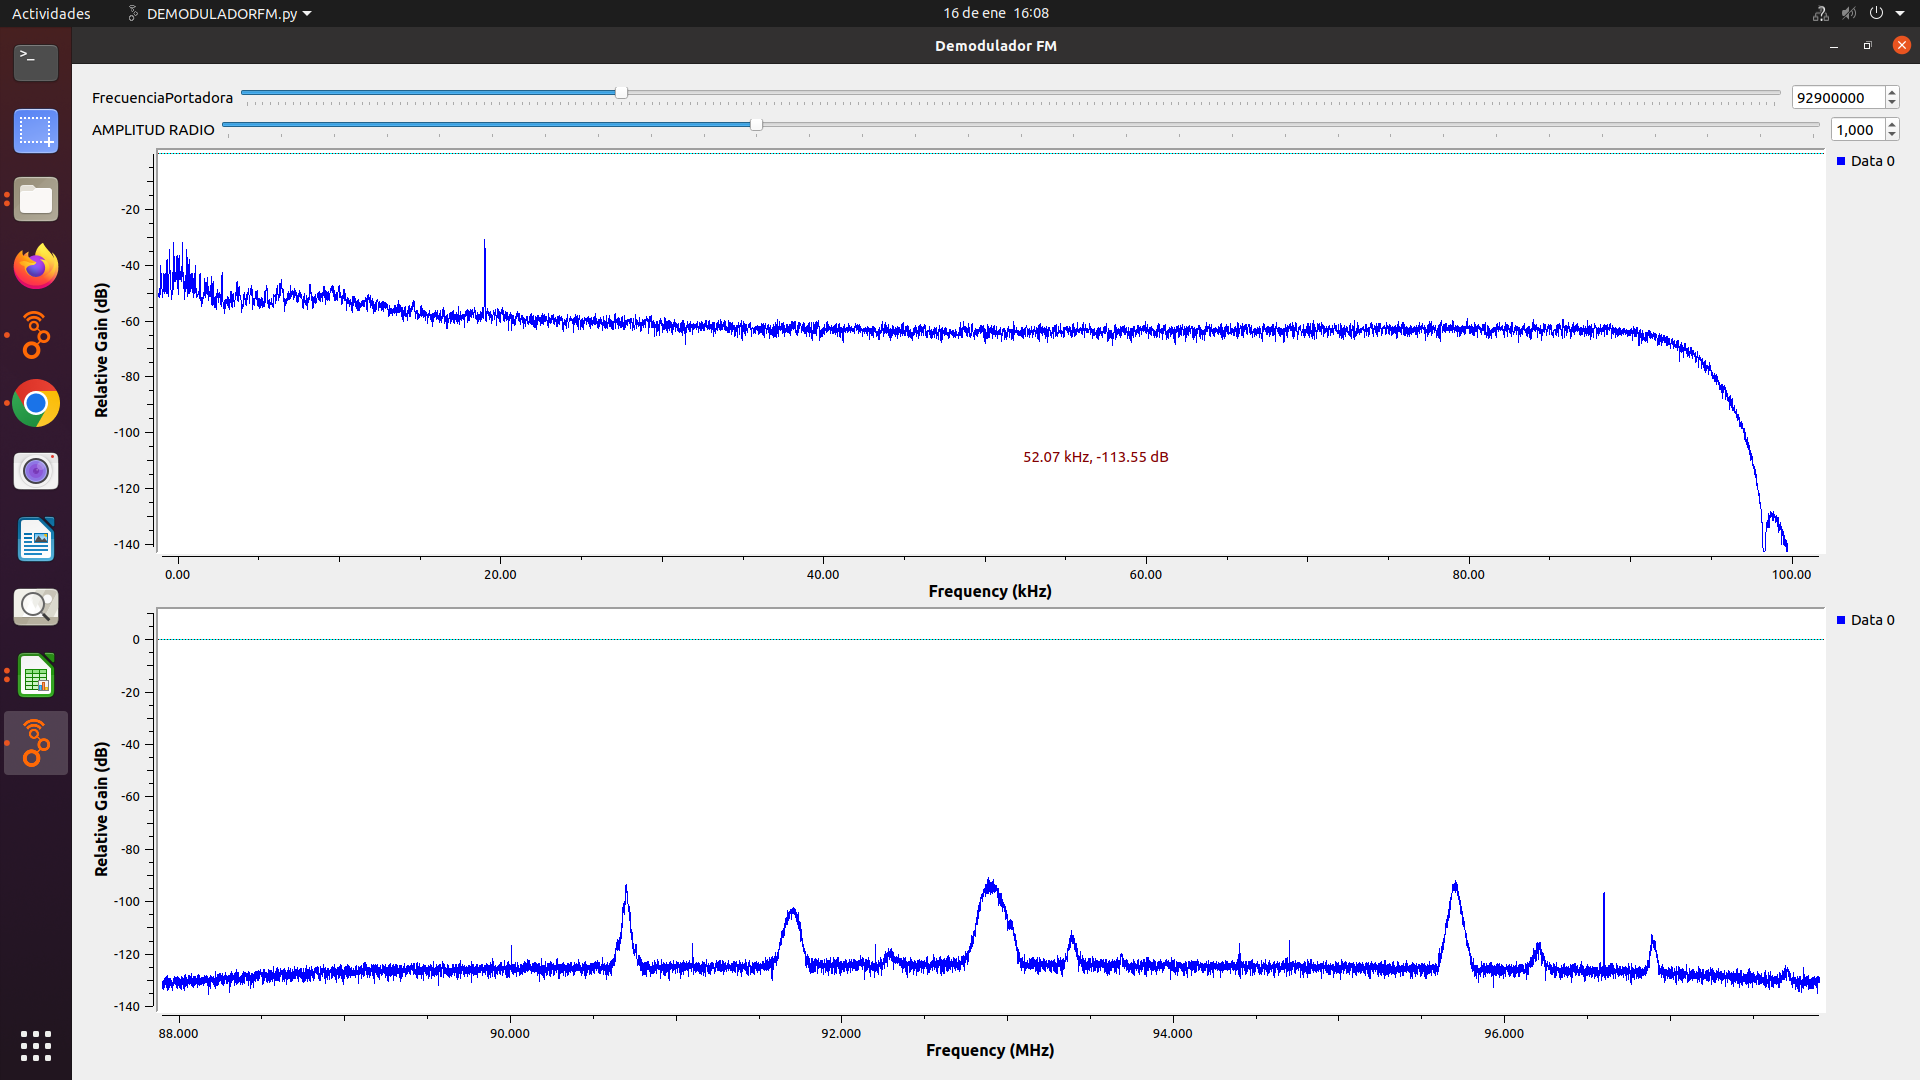 Actividades
DEMODULADORFM.py
16 de ene 16:08
Demodulador FM
FrecuenciaPortadora
92900000
AMPLITUD RADIO
1,000
Data 0
-20
-40
-60
-80
-100
-120
-140
Relative Gain (dB)
52.07 kHz, -113.55 dB
0.00
20.00
40.00
60.00
80.00
100.00
Frequency (kHz)
Data 0
0
-20
-40
-60
-80
-100
-120
-140
Relative Gain (dB)
88.000
90.000
92.000
94.000
96.000
Frequency (MHz)